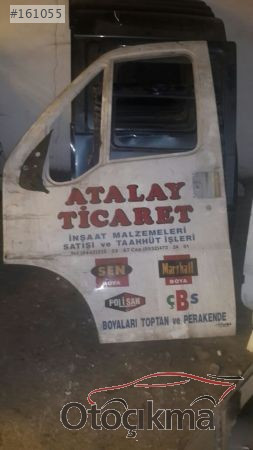 #161055
ATALAY
TİCARET
İNŞAAT MALZEMELERİ
SATIŞI ve TAAHHÜT İŞLERİ
ŞEN
BOYA
Marshall
BOYA
POLİSAN
ÇBS
BOYALARI TOPTAN ve PERAKENDE
Otoçıkma